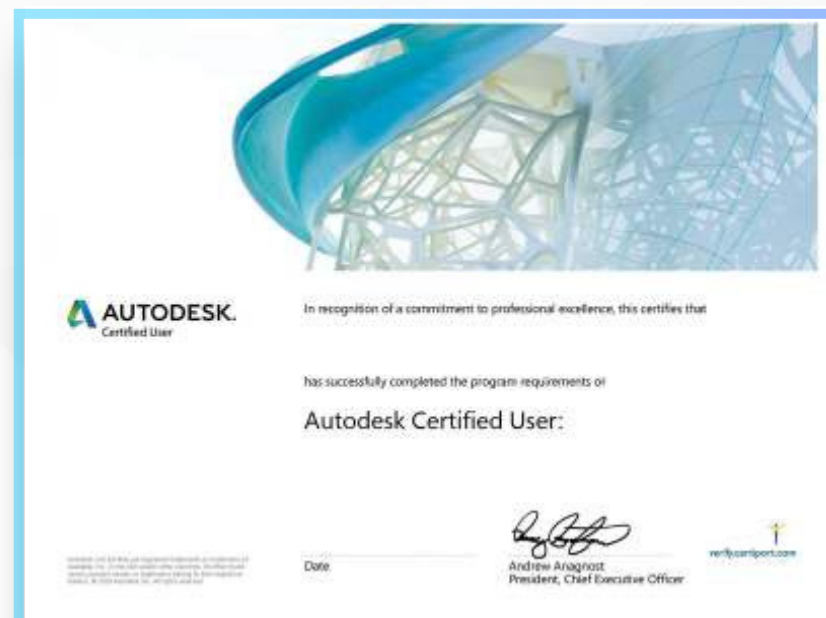 AUTODESK.
Certified User
In recognition of a commitment to professional excellence, this certifies that
has successfully completed the program requirements of
Autodesk Certified User:
Date
Andrew Anagnost
President, Chief Executive Officer
verify.certiport.com